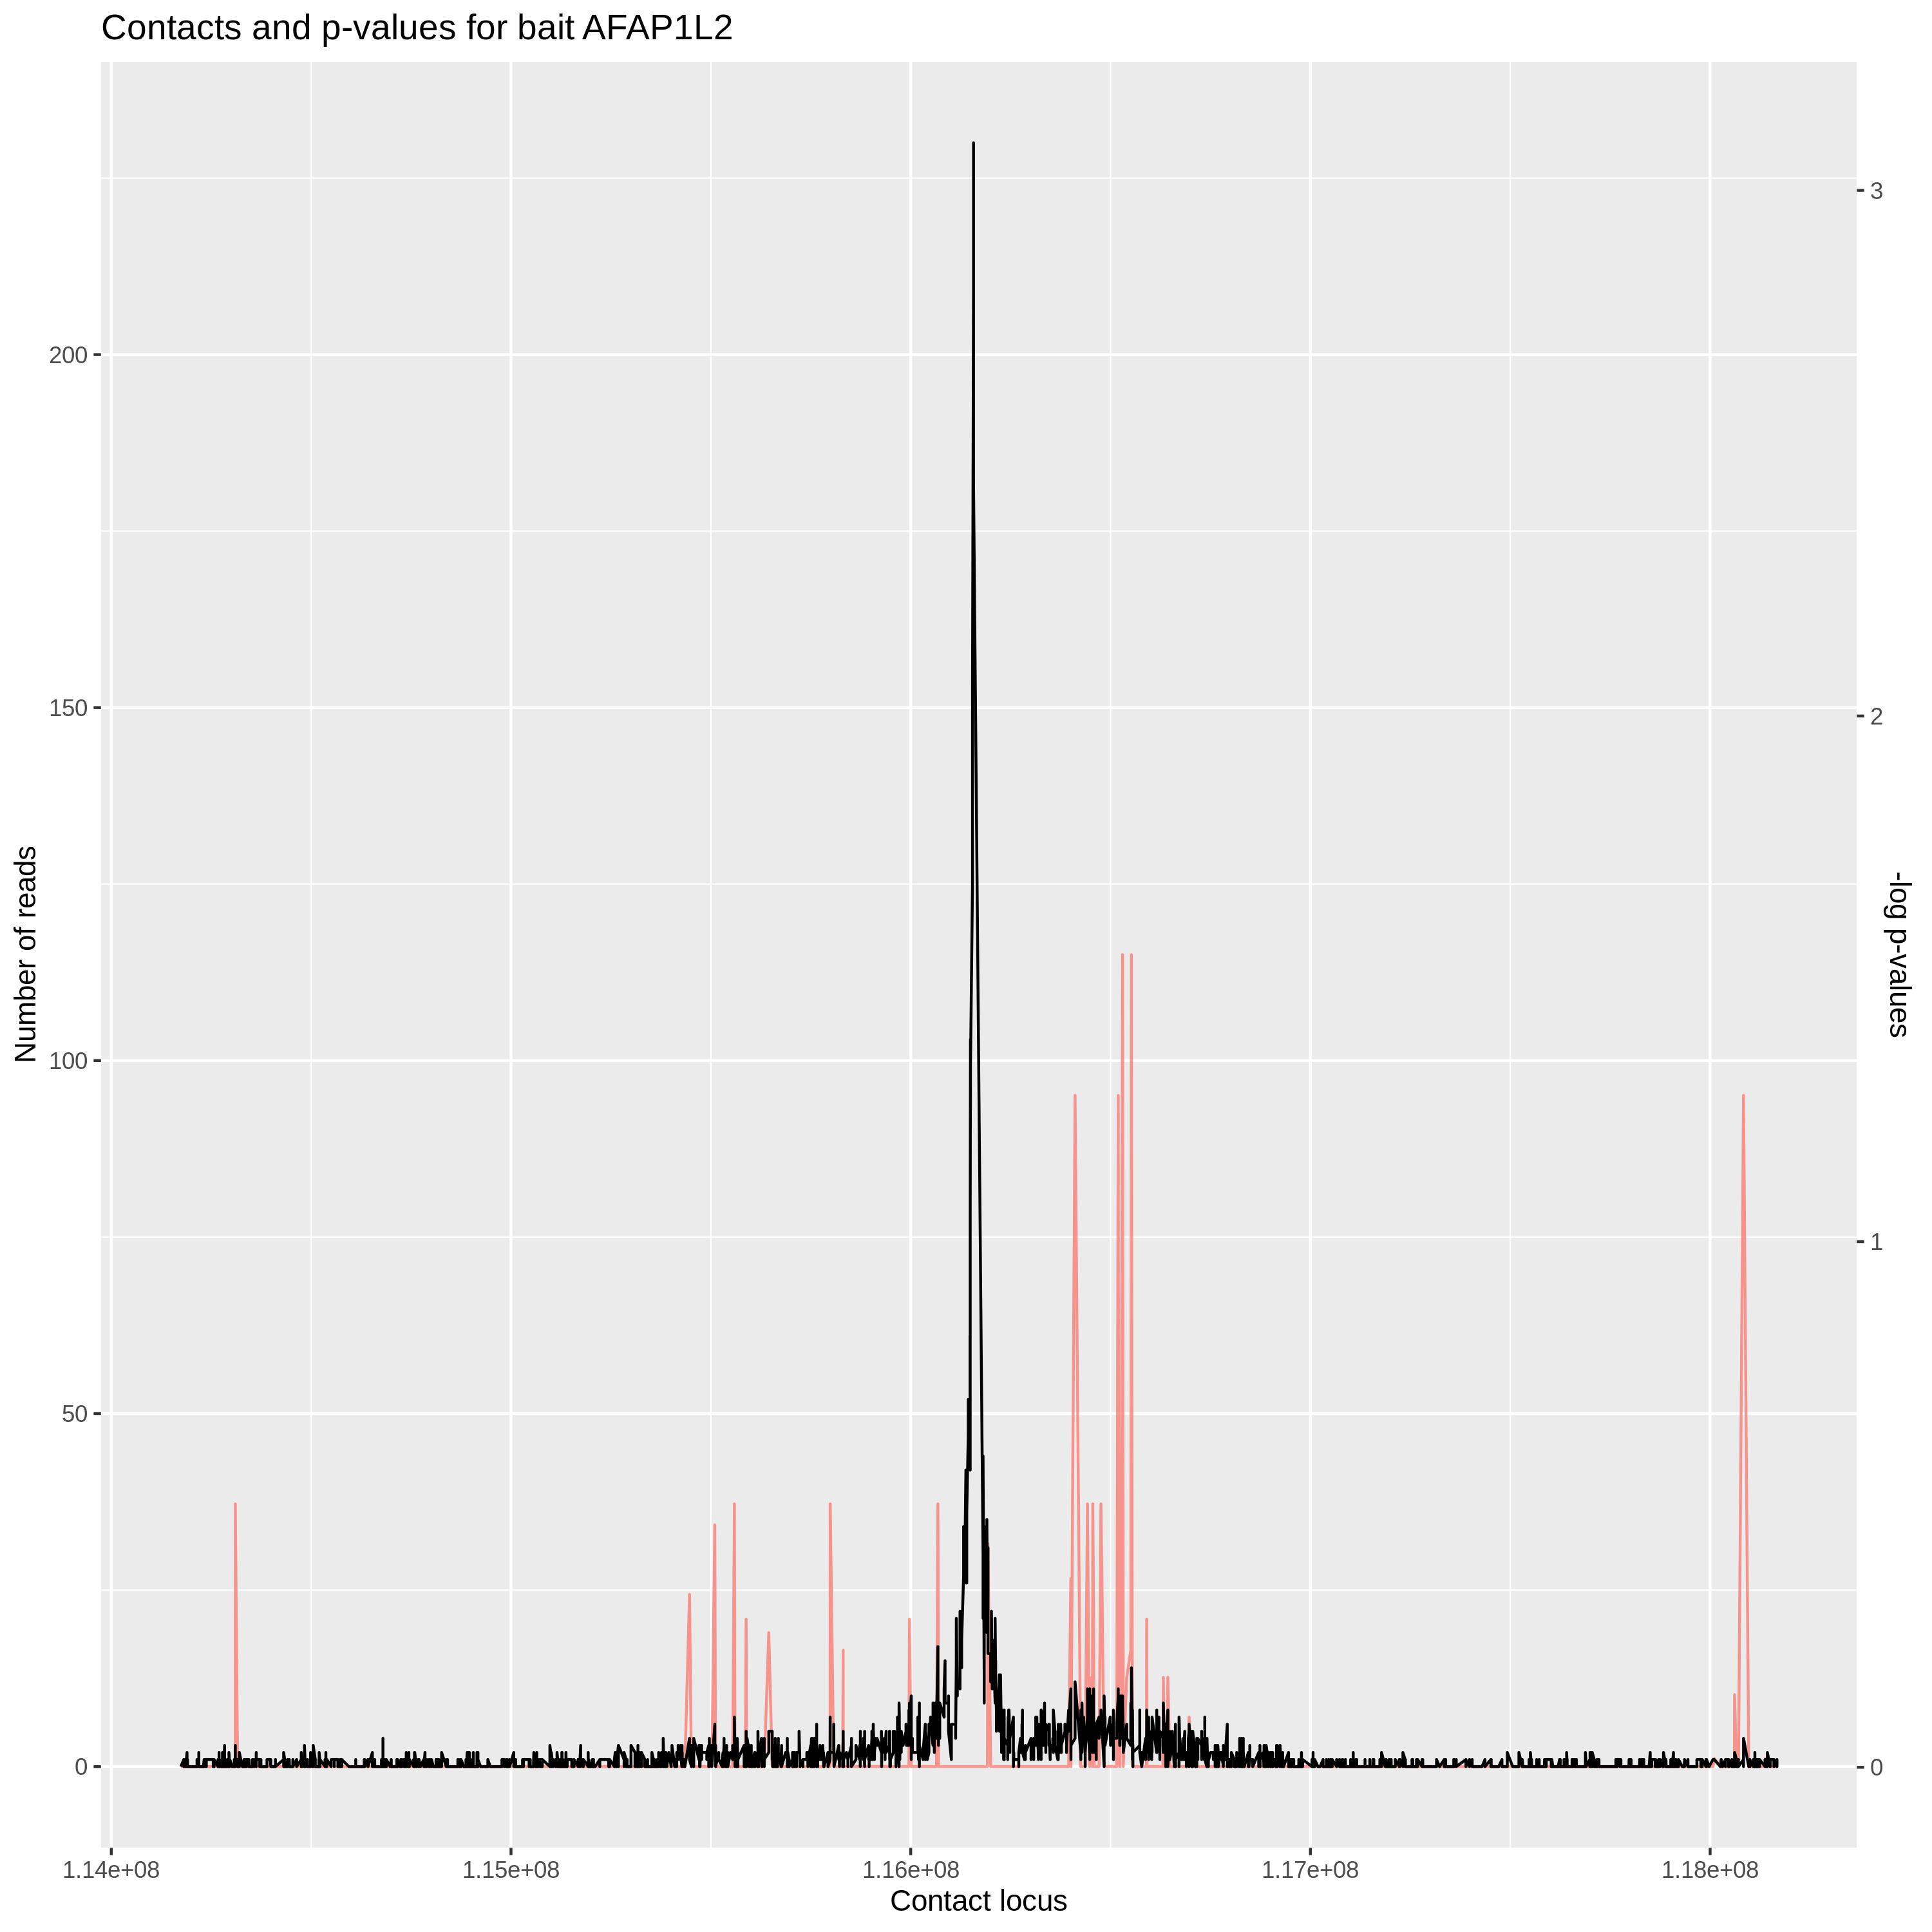 Contacts and p-values for bait AFAP1L2
Number of reads
200
150
100
50
0
3
2
1
0
-log p-values
1.14e+08
1.15e+08
1.16e+08
1.17e+08
1.18e+08
Contact locus